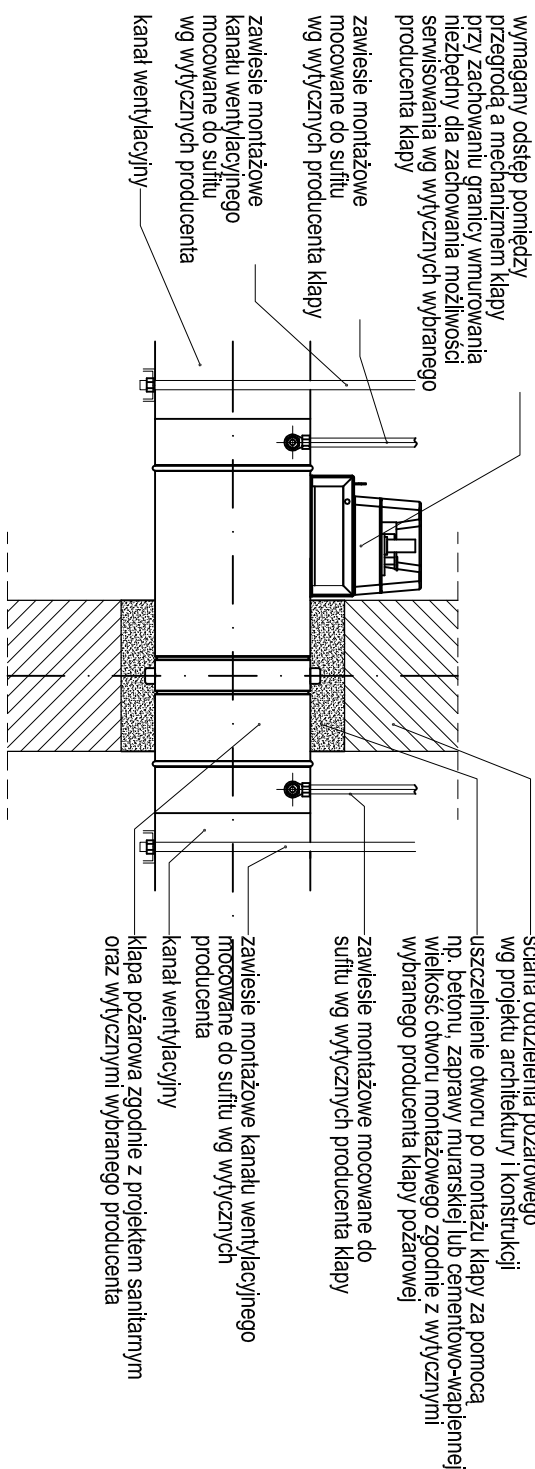 wymagany odstęp pomiędzy
przegrodą a mechanizmem klapy
przy zachowaniu granicy wmurowania
niezbędny dla zachowania możliwości
serwisowania wg wytycznych wybranego
producenta klapy
zawiesie montażowe
mocowane do sufitu
wg wytycznych producenta klapy
zawiesie montażowe
kanału wentylacyjnego
mocowane do sufitu
wg wytycznych producenta
kanał wentylacyjny
ściana oddzielenia pożarowego
wg projektu architektury i konstrukcji
uszczelnienie otworu po montażu klapy za pomocą
np. betonu, zaprawy murarskiej lub cementowo-wapiennej
wielkość otworu montażowego zgodnie z wytycznymi
wybranego producenta klapy pożarowej
zawiesie montażowe mocowane do
sufitu wg wytycznych producenta klapy
zawiesie montażowe kanału wentylacyjnego
mocowane do sufitu wg wytycznych
producenta
kanał wentylacyjny
klapa pożarowa zgodnie z projektem sanitarnym
oraz wytycznymi wybranego producenta